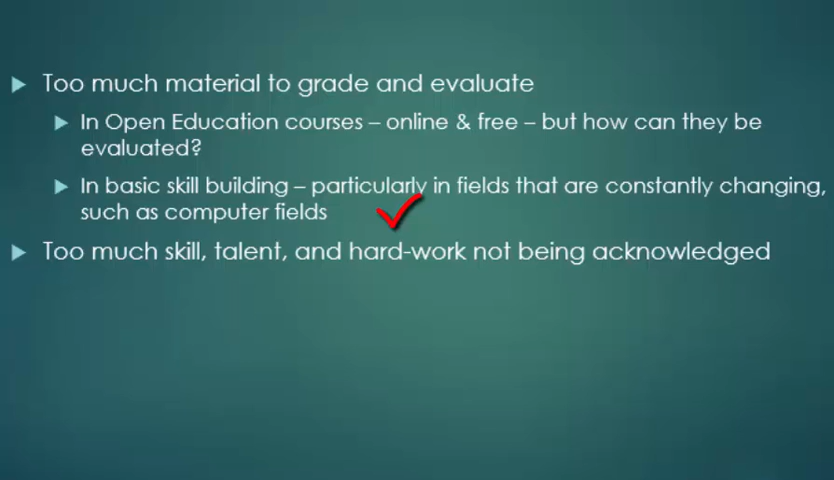 Too much material to grade and evaluate
In Open Education courses – online & free – but how can they be
evaluated?
In basic skill building – particularly in fields that are constantly changing,
such as computer fields
Too much skill, talent, and hard-work not being acknowledged